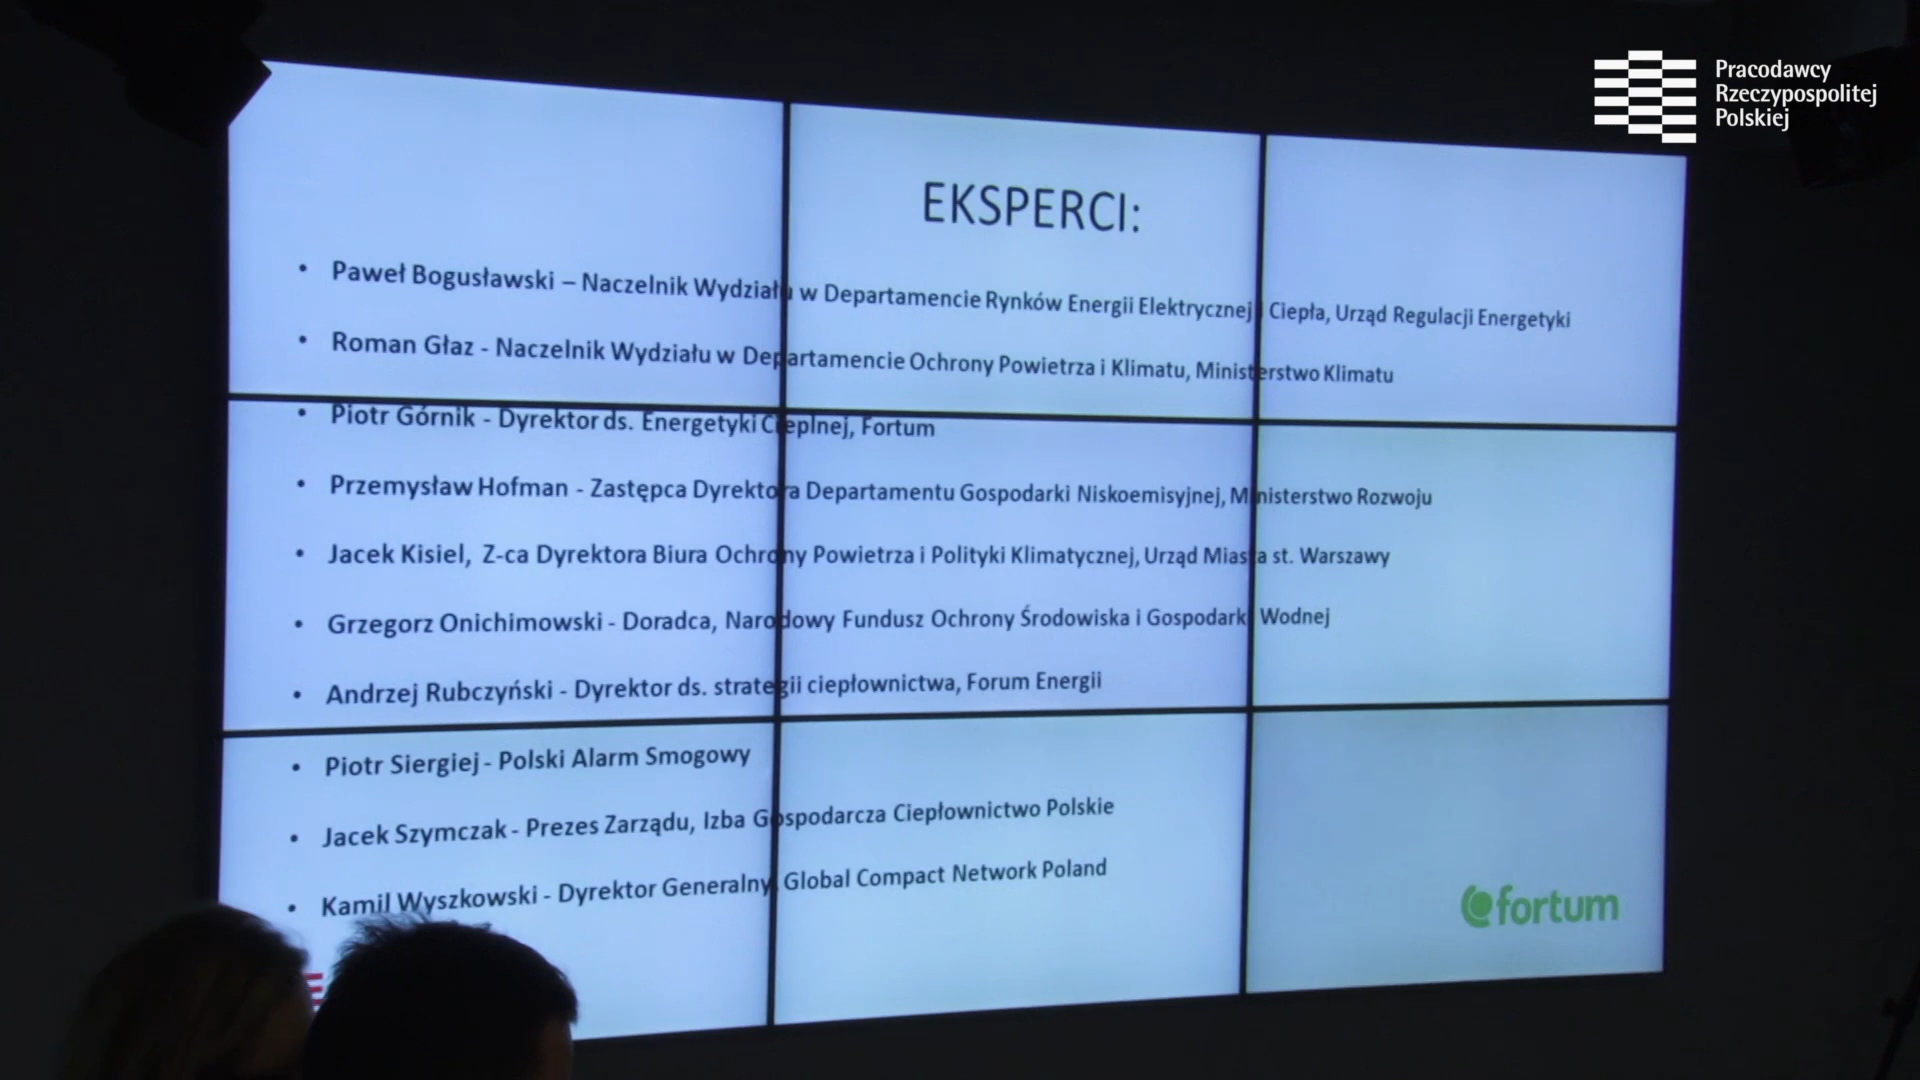 Pracodawcy
Rzeczypospolitej
Polskiej
EKSPERCI:
• Paweł Bogusławski – Naczelnik Wydziału w Departamencie Rynków Energii Elektrycznej i Ciepła, Urząd Regulacji Energetyki
• Roman Głaz - Naczelnik Wydziału w Departamencie Ochrony Powietrza i Klimatu, Ministerstwo Klimatu
• Piotr Górnik - Dyrektor ds. Energetyki Cieplnej, Fortum
• Przemysław Hofman - Zastępca Dyrektora Departamentu Gospodarki Niskoemisyjnej, Ministerstwo Rozwoju
• Jacek Kisiel, Z-ca Dyrektora Biura Ochrony Powietrza i Polityki Klimatycznej, Urząd Miasta st. Warszawy
• Grzegorz Onichimowski - Doradca, Narodowy Fundusz Ochrony Środowiska i Gospodarki Wodnej
• Andrzej Rubczyński - Dyrektor ds. strategii ciepłownictwa, Forum Energii
• Piotr Siergiej - Polski Alarm Smogowy
• Jacek Szymczak - Prezes Zarządu, Izba Gospodarcza Ciepłownictwo Polskie
• Kamil Wyszkowski - Dyrektor Generalny, Global Compact Network Poland
fortum